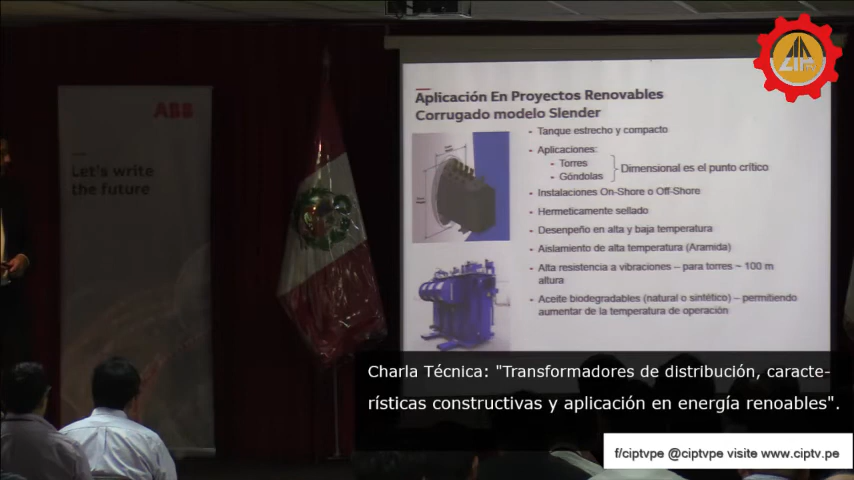 ABB
Let's write
the future
CIP
Aplicación En Proyectos Renovables
Corrugado modelo Slender
- Tanque estrecho y compacto
- Aplicaciones:
- Torres
- Góndolas
Dimensional es el punto crítico
- Instalaciones On-Shore o Off-Shore
- Hermeticamente sellado
- Desempeño en alta y baja temperatura
- Aislamiento de alta temperatura (Aramida)
- Alta resistencia a vibraciones – para torres ~ 100 m
altura
- Aceite biodegradables (natural o sintético) – permitiendo
aumentar de la temperatura de operación
Charla Técnica: "Transformadores de distribución, caracte-
rísticas constructivas y aplicación en energía renoables".
f/ciptvpe @ciptvpe visite www.ciptv.pe